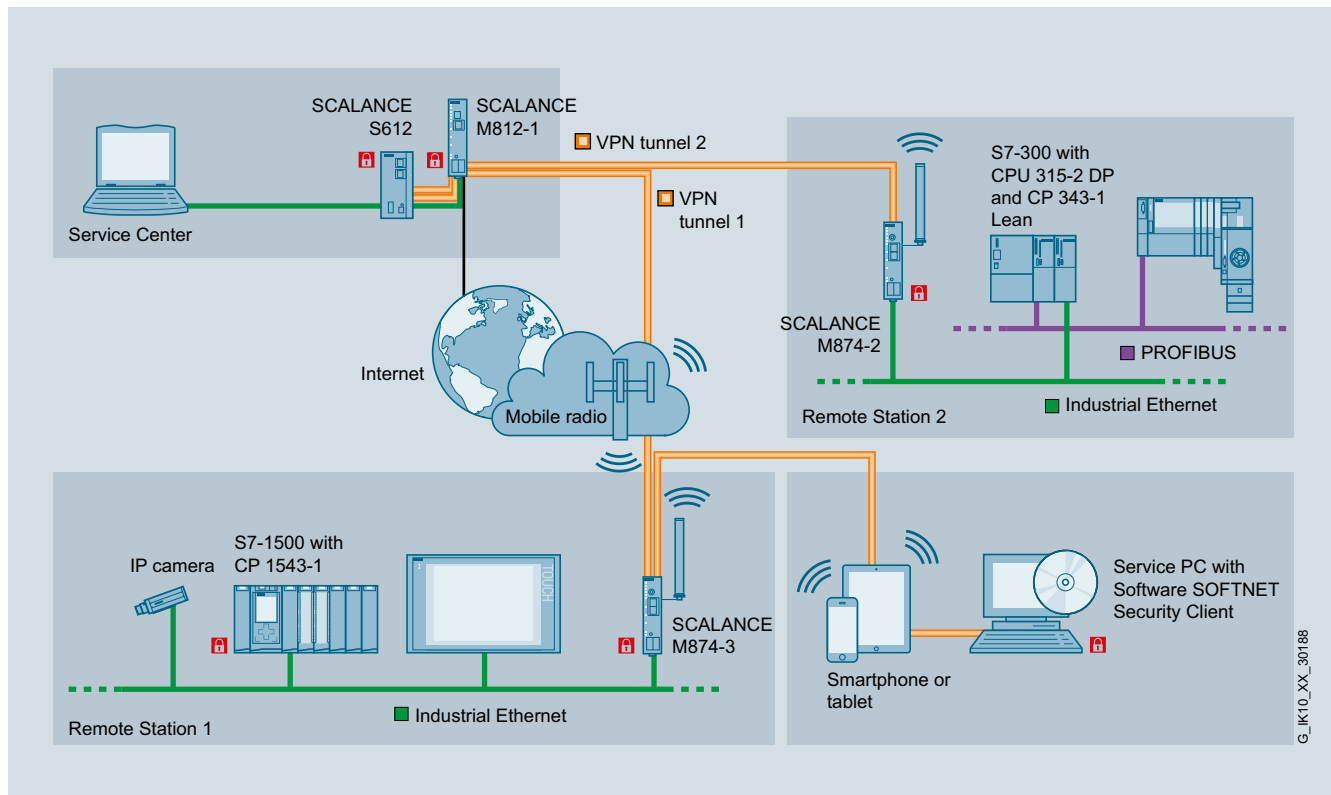 SCALANCE
S612
SCALANCE
M812-1
Service Center
VPN tunnel 2
VPN
tunnel 1
S7-300 with
CPU 315-2 DP
and CP 343-1
Lean
SCALANCE
M874-2
PROFIBUS
Industrial Ethernet
Remote Station 2
Internet
Mobile radio
IP camera
S7-1500 with
CP 1543-1
TOUCH
SCALANCE
M874-3
Industrial Ethernet
Remote Station 1
Smartphone or
tablet
Service PC with
Software SOFTNET
Security Client
G_IK10_XX_30188